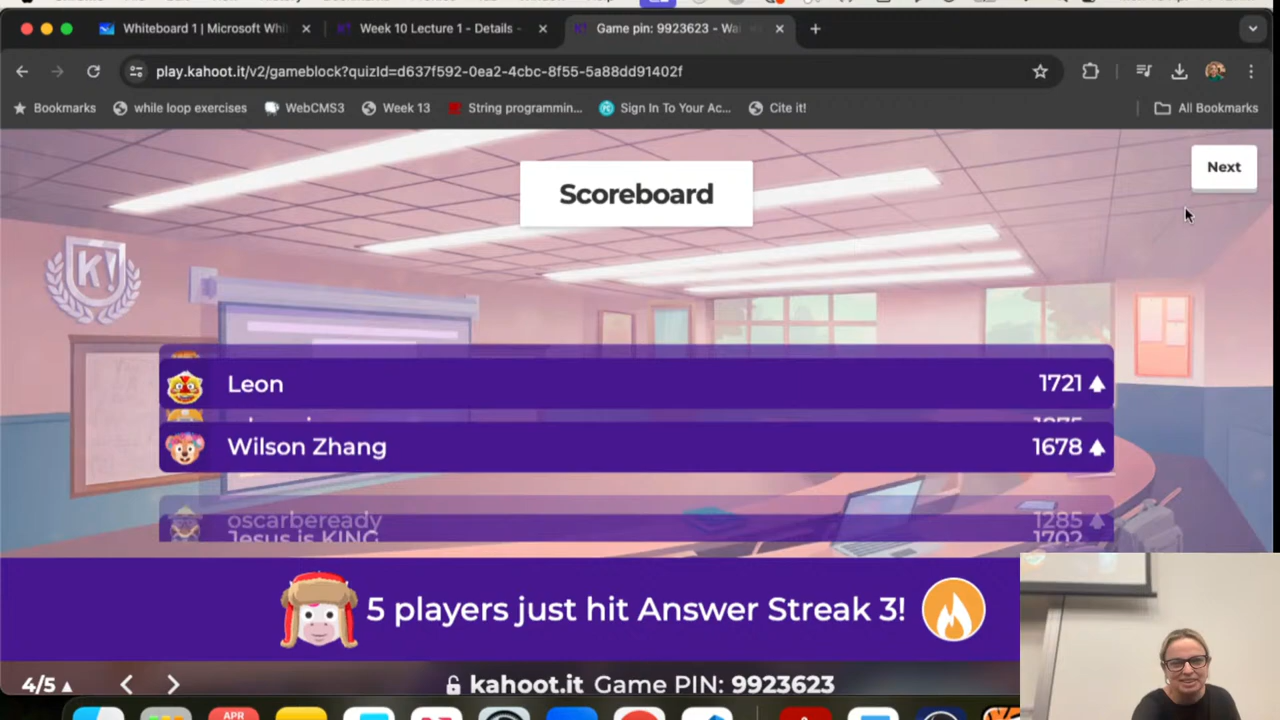 Whiteboard 1 | Microsoft Whi
Week 10 Lecture 1 - Details -
Game pin: 9923623 - Wai
play.kahoot.it/v2/gameblock?quizId=d637f592-0ea2-4cbc-8f55-5a88dd91402f
Bookmarks
while loop exercises
WebCMS3
Week 13
String programmin...
Sign In To Your Ac...
Cite it!
All Bookmarks
Scoreboard
Next
K!
Leon 1721
Wilson Zhang 1678
oscarbeready 1285
Jesus is KING 1702
5 players just hit Answer Streak 3!
4/5
kahoot.it Game PIN: 9923623
APR